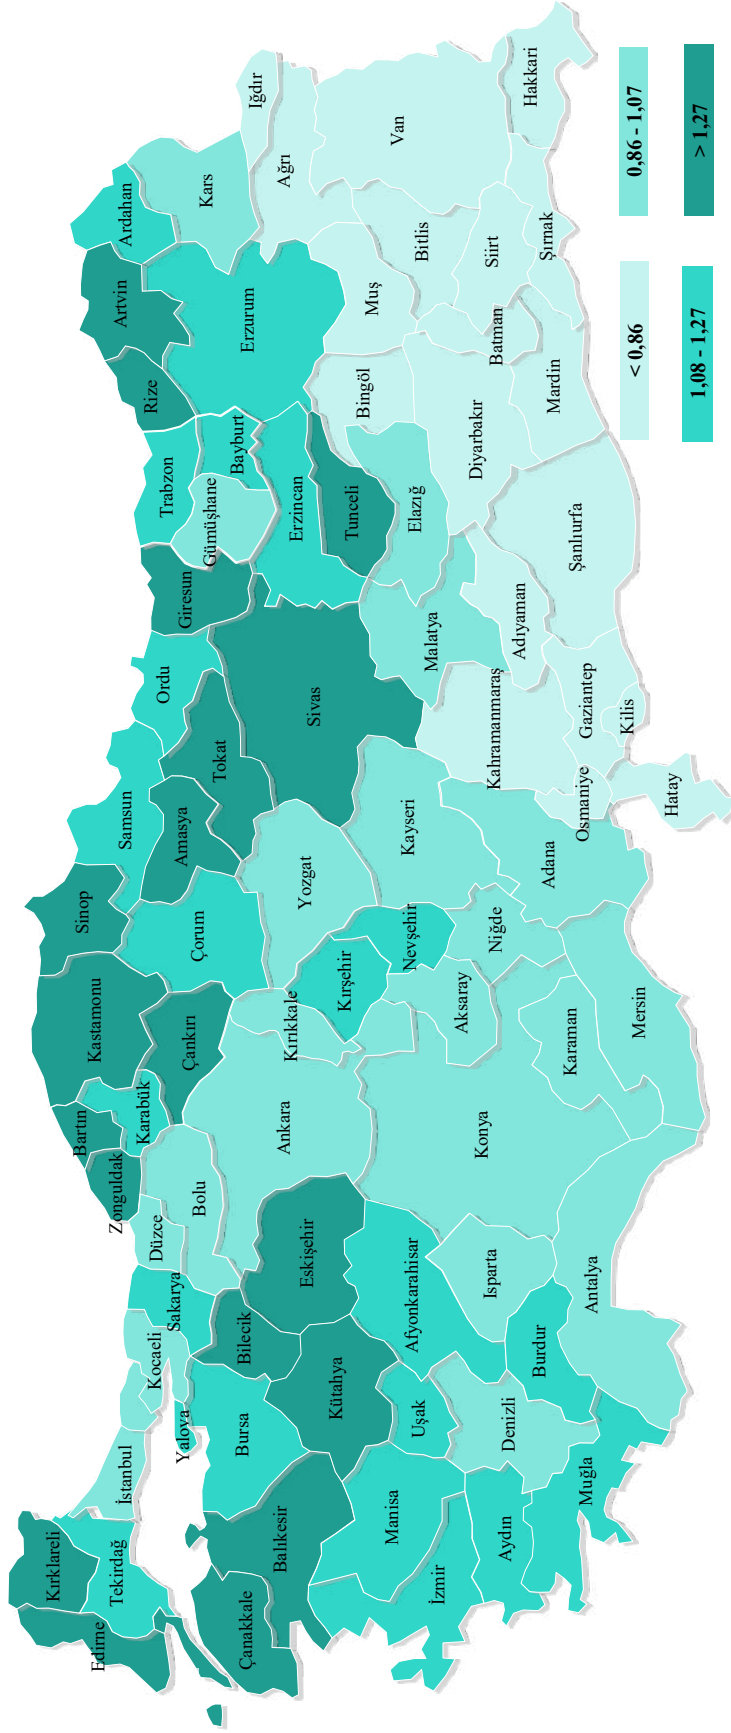 Kırklareli
Edirne
Tekirdağ
İstanbul
Kocaeli
Yalova
Sakarya
Düzce
Zonguldak
Bartın
Karabük
Kastamonu
Sinop
Samsun
Ordu
Giresun
Trabzon
Rize
Artvin
Ardahan
Çanakkale
Balıkesir
Bursa
Bilecik
Bolu
Çankırı
Çorum
Amasya
Tokat
Gümüşhane
Bayburt
Erzurum
Kars
Iğdır
Kütahya
Eskişehir
Ankara
Kırıkkale
Yozgat
Sivas
Erzincan
Tunceli
Ağrı
Manisa
İzmir
Uşak
Afyonkarahisar
Kırşehir
Nevşehir
Kayseri
Malatya
Elazığ
Bingöl
Muş
Bitlis
Van
Aydın
Denizli
Isparta
Konya
Aksaray
Niğde
Kahramanmaraş
Adıyaman
Diyarbakır
Batman
Siirt
Şırnak
Hakkari
Muğla
Burdur
Antalya
Karaman
Mersin
Adana
Osmaniye
Gaziantep
Kilis
Hatay
Şanlıurfa
Mardin
< 0,86
0,86 - 1,07
1,08 - 1,27
> 1,27